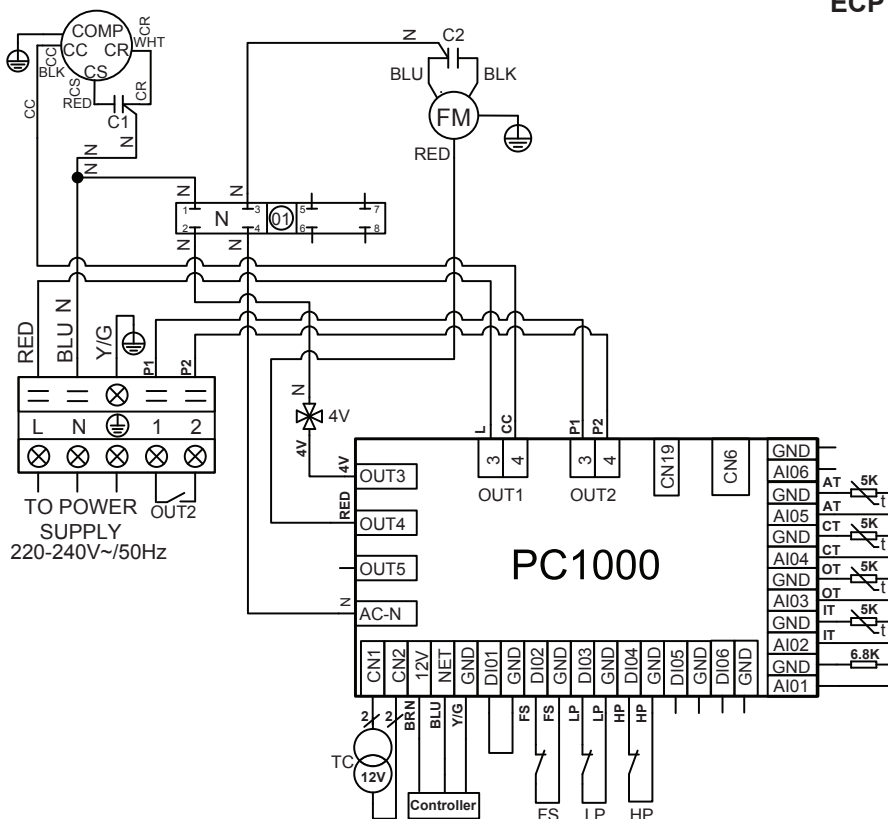 ECP
COMP
CC CR
CS
CR
WHT
CC
BLK
CS
RED
CR
CC
C1
N
N
N
N
N
C2
BLU BLK
FM
RED
N N
1 3 5 7
N 01
2 4 6 8
N N
RED
BLU N
Y/G
P1
P2
L N 1 2
TO POWER
SUPPLY
220-240V~/50Hz
OUT2
N
4V
4V
L
CC
P1
P2
4V
RED
N
OUT3
OUT4
OUT5
AC-N
3 4
OUT1
3 4
OUT2
CN19
CN6
PC1000
GND
AI06
GND
AI05
GND
AI04
GND
AI03
GND
AI02
GND
AI01
AT 5K
t
AT
CT 5K
t
CT
OT 5K
t
OT
IT 5K
t
IT
6.8K
CN1 CN2 12V NET GND DI01 GND DI02 GND DI03 GND DI04 GND DI05 GND DI06 GND
2 2 BRN BLU Y/G FS FS LP LP HP HP
TC
12V
Controller
FS LP HP